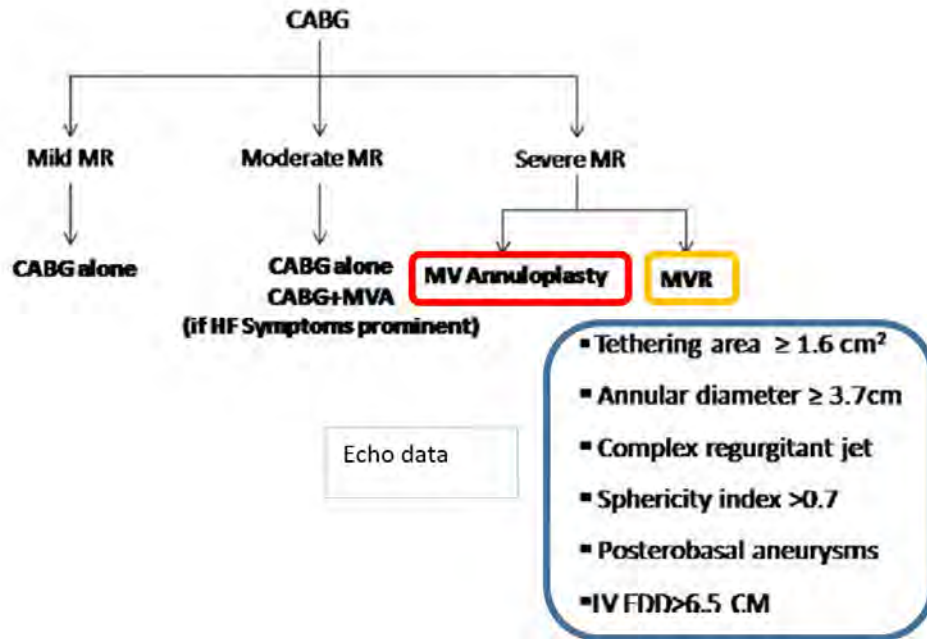 CABG
Mild MR
Moderate MR
Severe MR
CABG alone
CABG alone
CABG+MVA
(if HF Symptoms prominent)
MV Annuloplasty
MVR
Echo data
▪ Tethering area ≥ 1.6 cm²
▪ Annular diameter ≥ 3.7cm
▪ Complex regurgitant jet
▪ Sphericity index >0.7
▪ Posterobasal aneurysms
▪IV FDD>6.5 CM